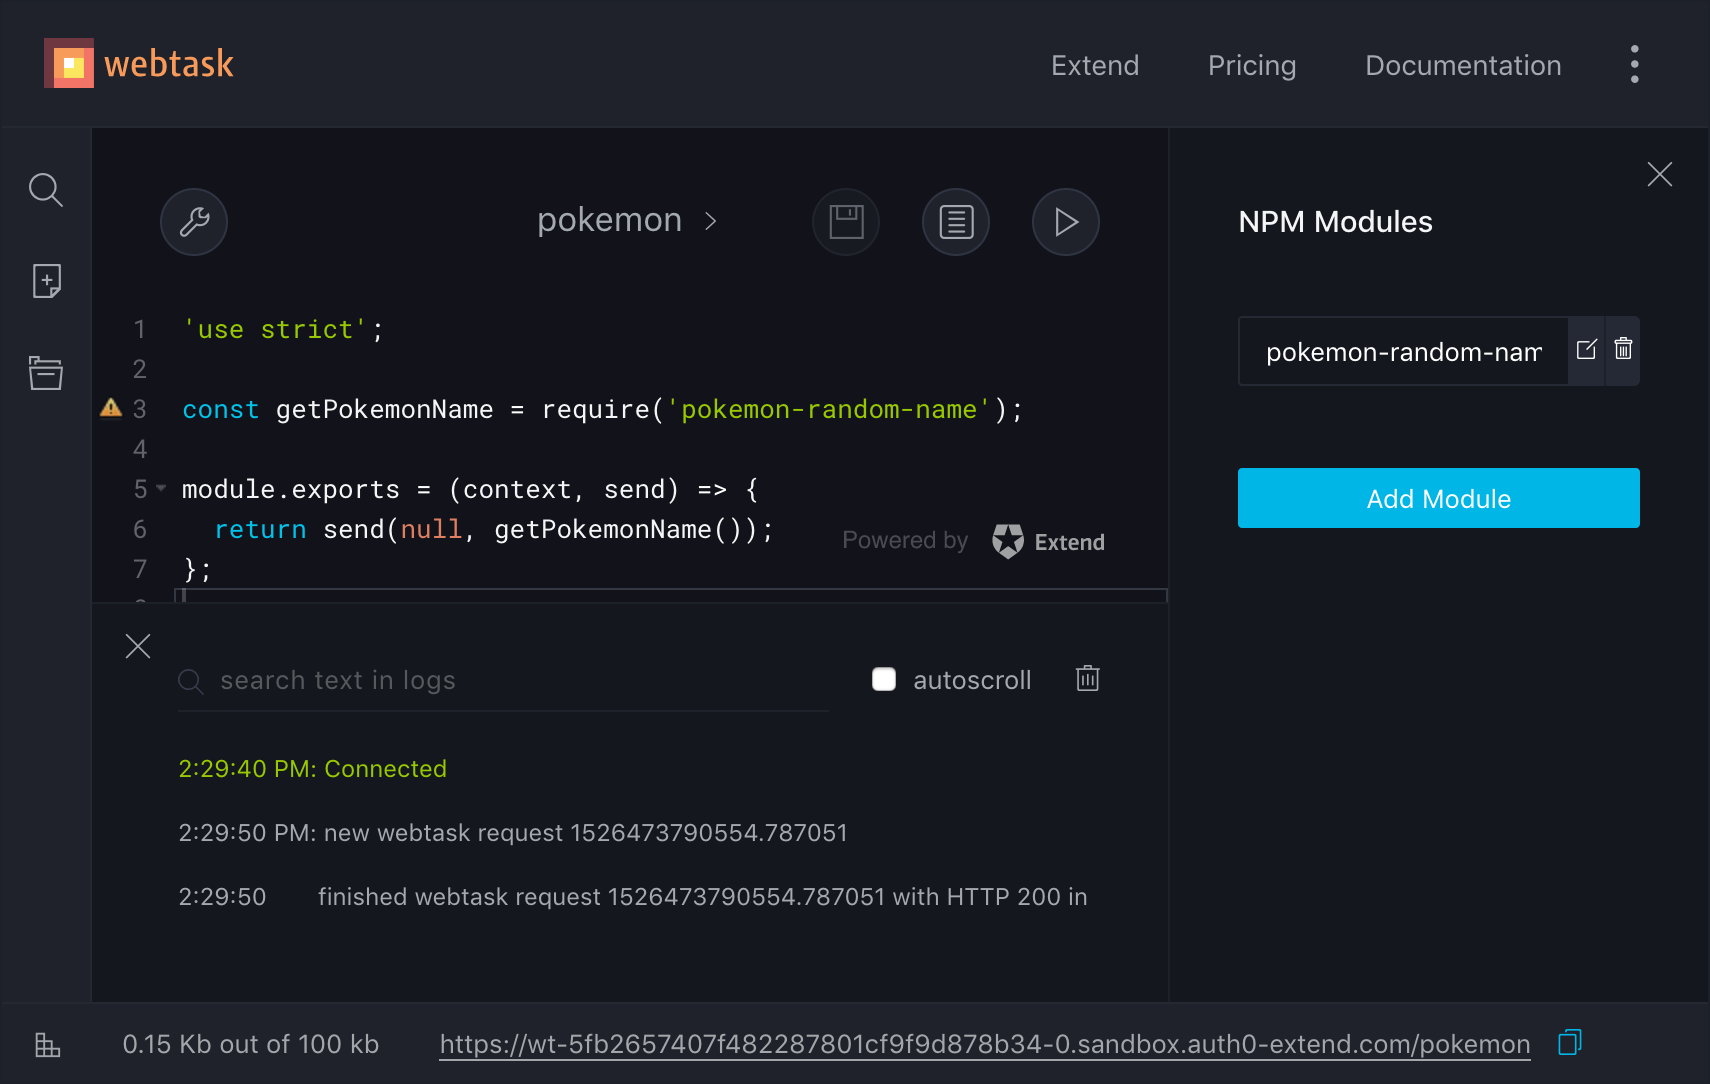 webtask
Extend
Pricing
Documentation
pokemon
NPM Modules
1 'use strict';
2
3 const getPokemonName = require('pokemon-random-name');
4
5 module.exports = (context, send) => {
6 return send(null, getPokemonName());
7 };
pokemon-random-nam
Add Module
Powered by Extend
search text in logs
autoscroll
2:29:40 PM: Connected
2:29:50 PM: new webtask request 1526473790554.787051
2:29:50 finished webtask request 1526473790554.787051 with HTTP 200 in
0.15 Kb out of 100 kb
https://wt-5fb2657407f482287801cf9f9d878b34-0.sandbox.auth0-extend.com/pokemon